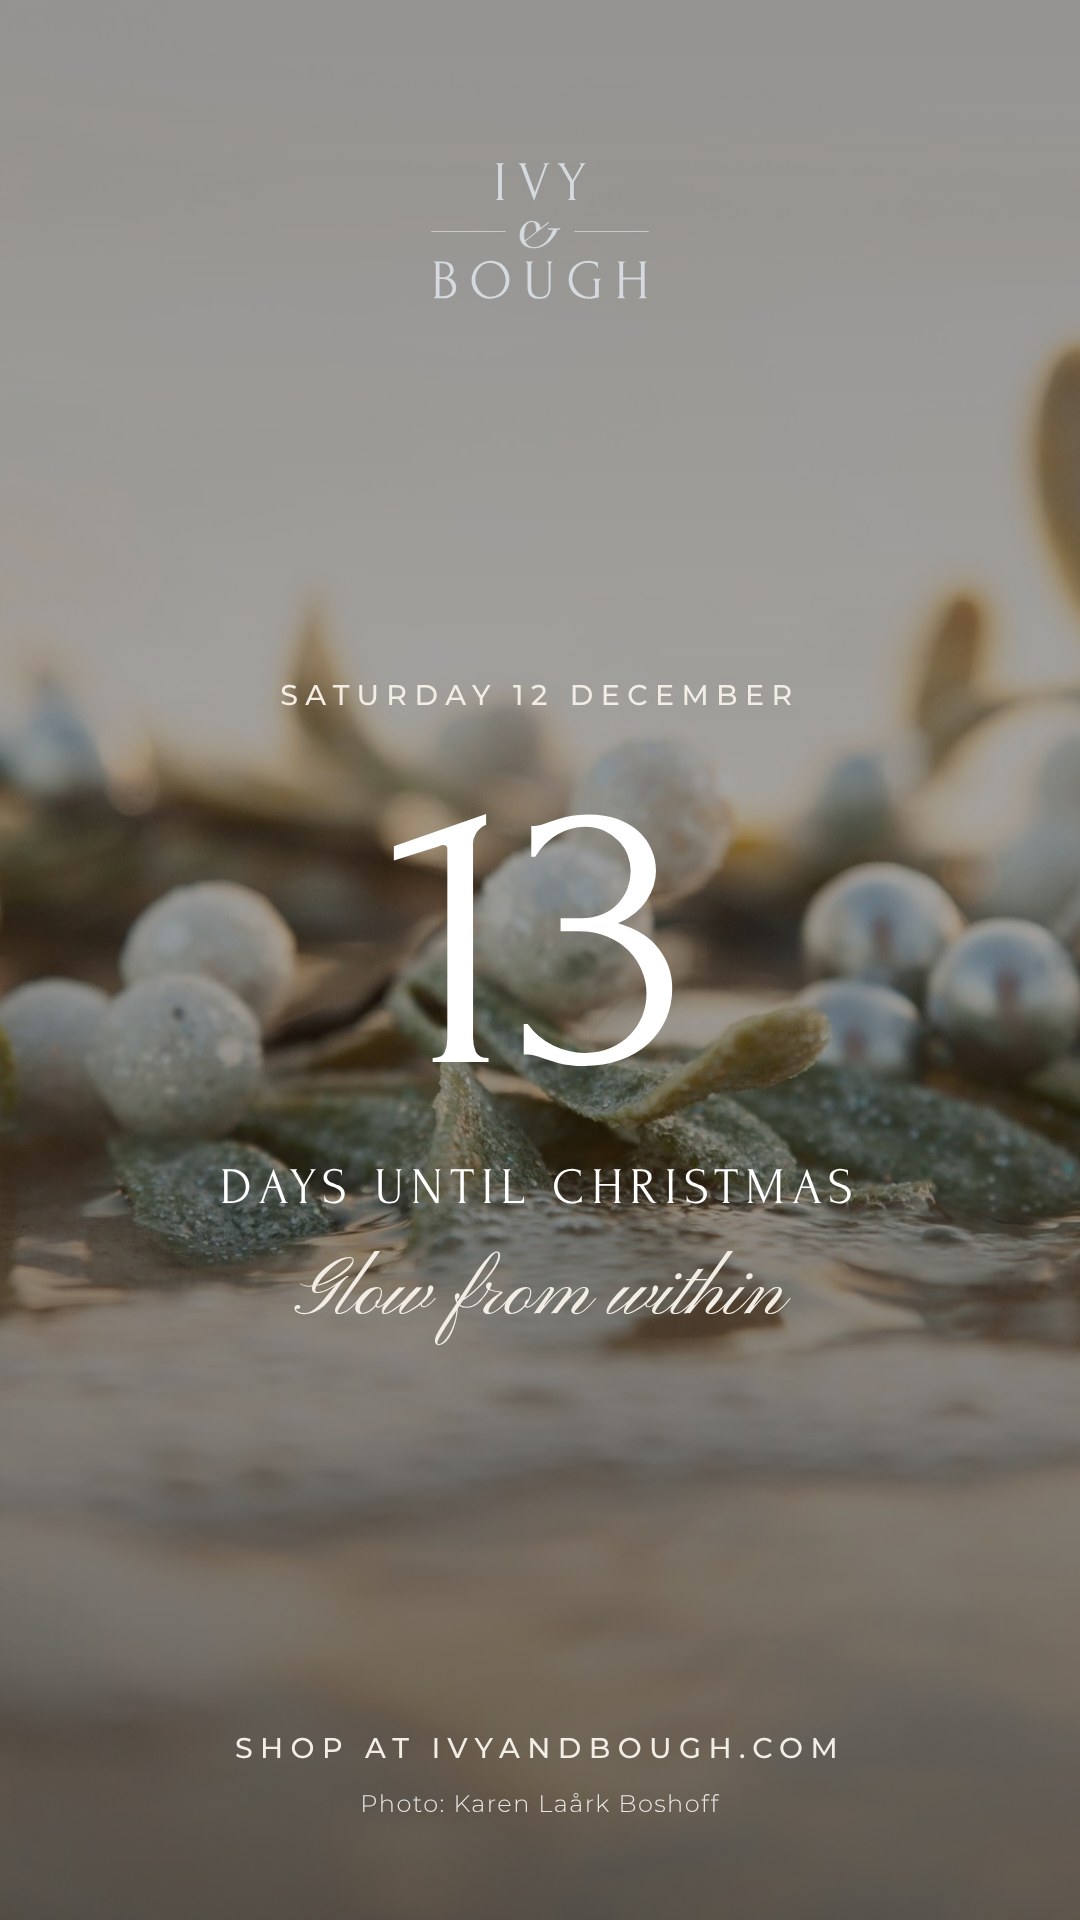 IVY
&
BOUGH
SATURDAY 12 DECEMBER
13
DAYS UNTIL CHRISTMAS
Glow from within
SHOP AT IVYANDBOUGH.COM
Photo: Karen Laårk Boshoff